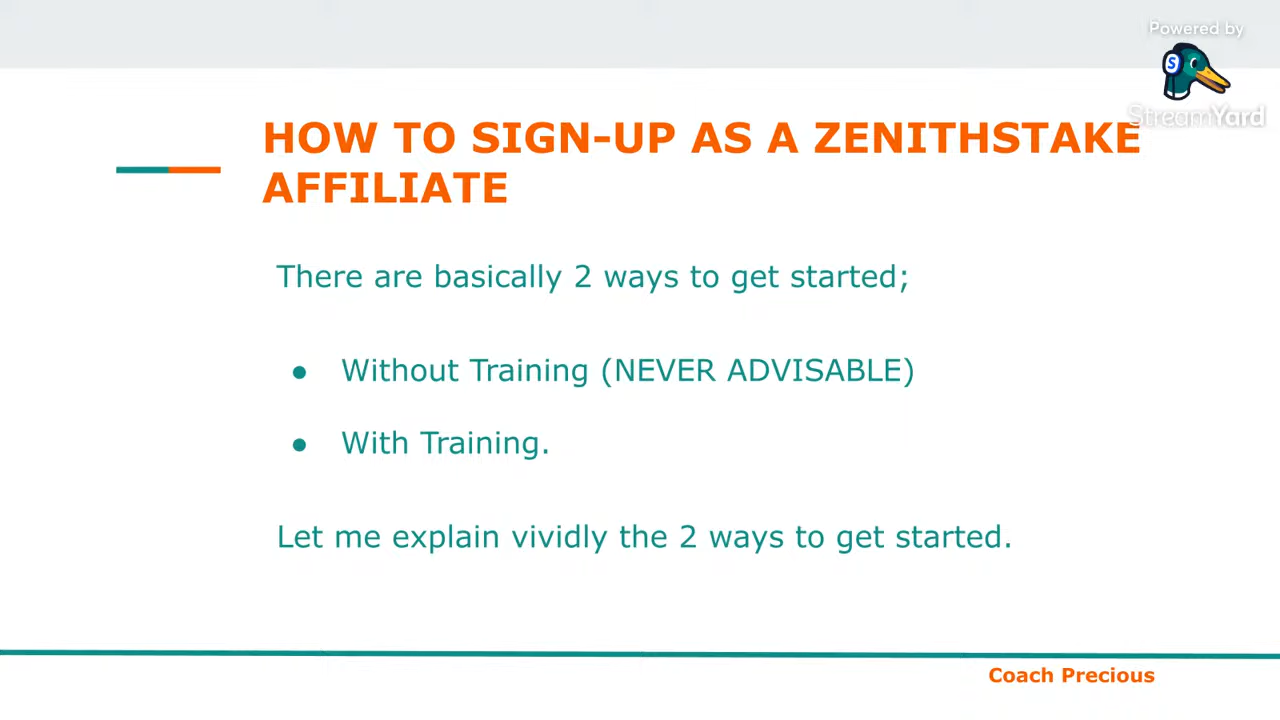 Powered by
S
StreamYard
HOW TO SIGN-UP AS A ZENITHSTAKE
AFFILIATE
There are basically 2 ways to get started;
● Without Training (NEVER ADVISABLE)
● With Training.
Let me explain vividly the 2 ways to get started.
Coach Precious